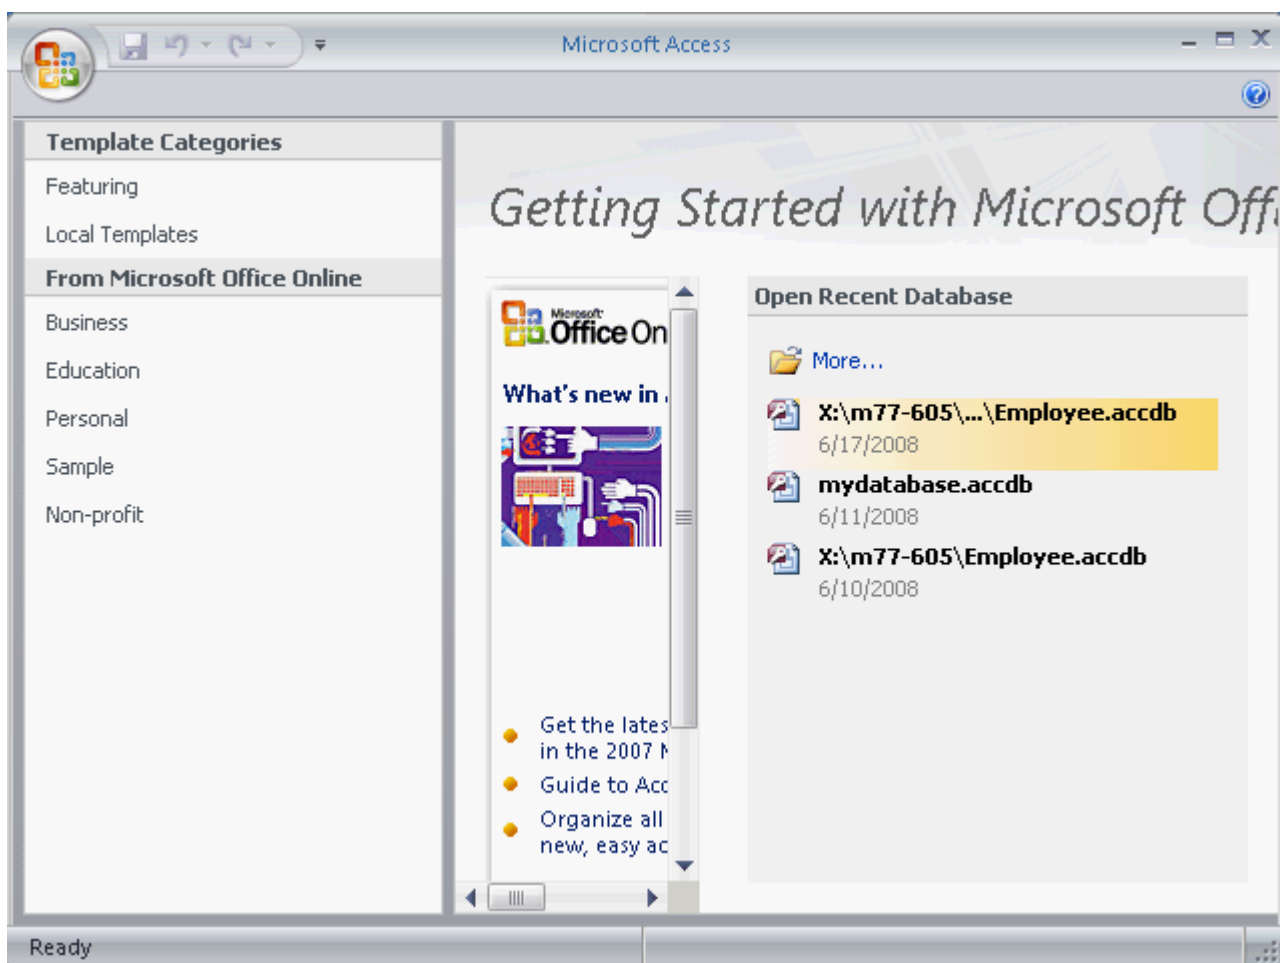 Microsoft Access
Template Categories
Featuring
Local Templates
From Microsoft Office Online
Business
Education
Personal
Sample
Non-profit
Getting Started with Microsoft Off
Microsoft
Office On
What's new in
Get the lates
in the 2007
Guide to Acc
Organize all
new, easy ac
Open Recent Database
More...
X:\m77-605\...\Employee.accdb
6/17/2008
mydatabase.accdb
6/11/2008
X:\m77-605\Employee.accdb
6/10/2008
Ready